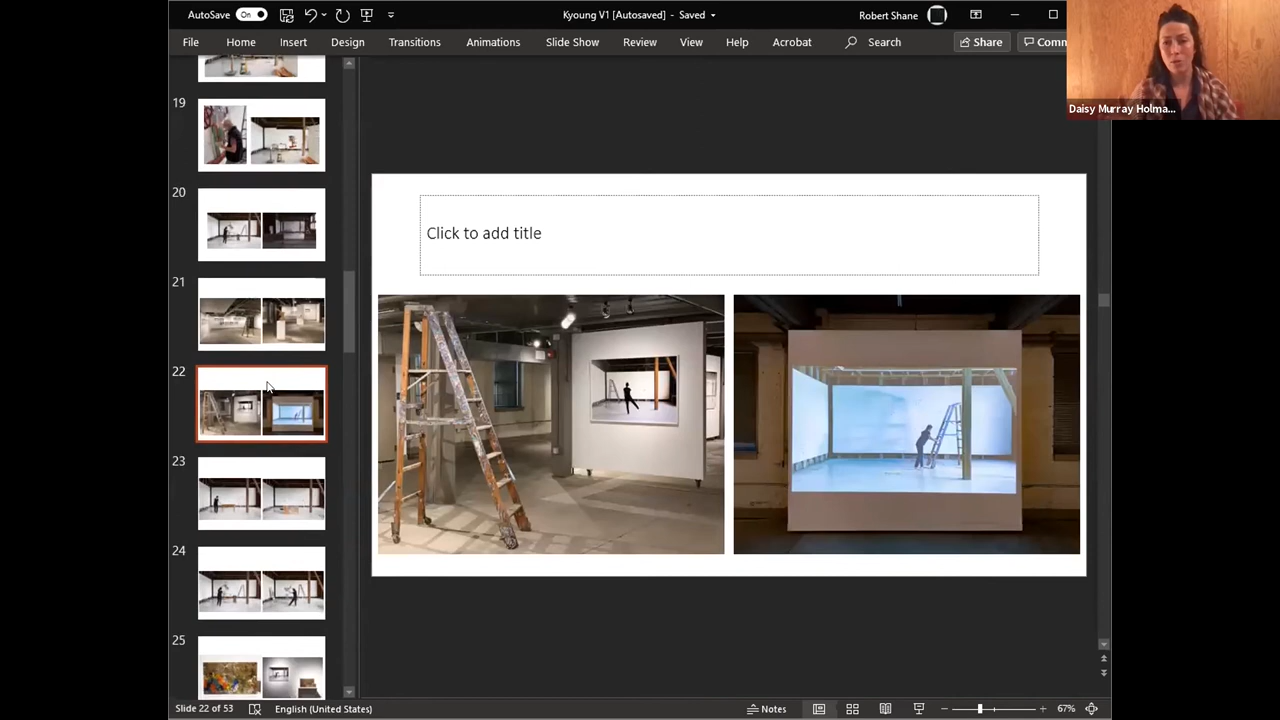 AutoSave On
Kyoung V1 [Autosaved] - Saved
Robert Shane
File Home Insert Design Transitions Animations Slide Show Review View Help Acrobat Search Share Comm
Daisy Murray Holma...
19
20
21
22
23
24
25
Click to add title
Slide 22 of 53 English (United States) Notes 67%